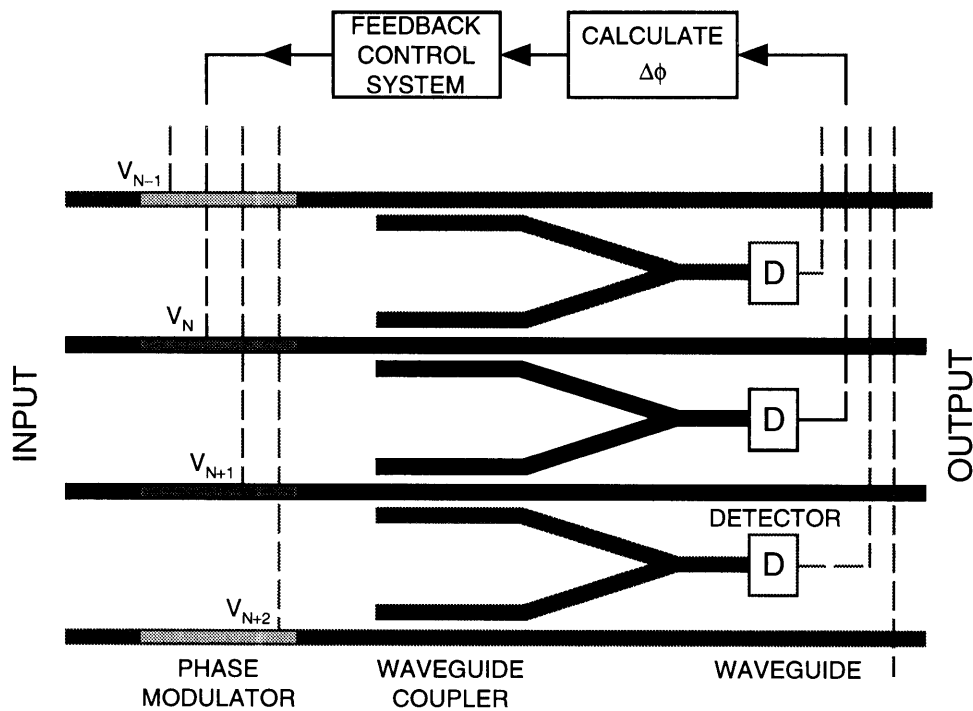 FEEDBACK
CONTROL
SYSTEM
CALCULATE
Δϕ
V_{N–1}
V_N
V_{N+1}
V_{N+2}
INPUT
OUTPUT
D
D
DETECTOR
D
PHASE
MODULATOR
WAVEGUIDE
COUPLER
WAVEGUIDE